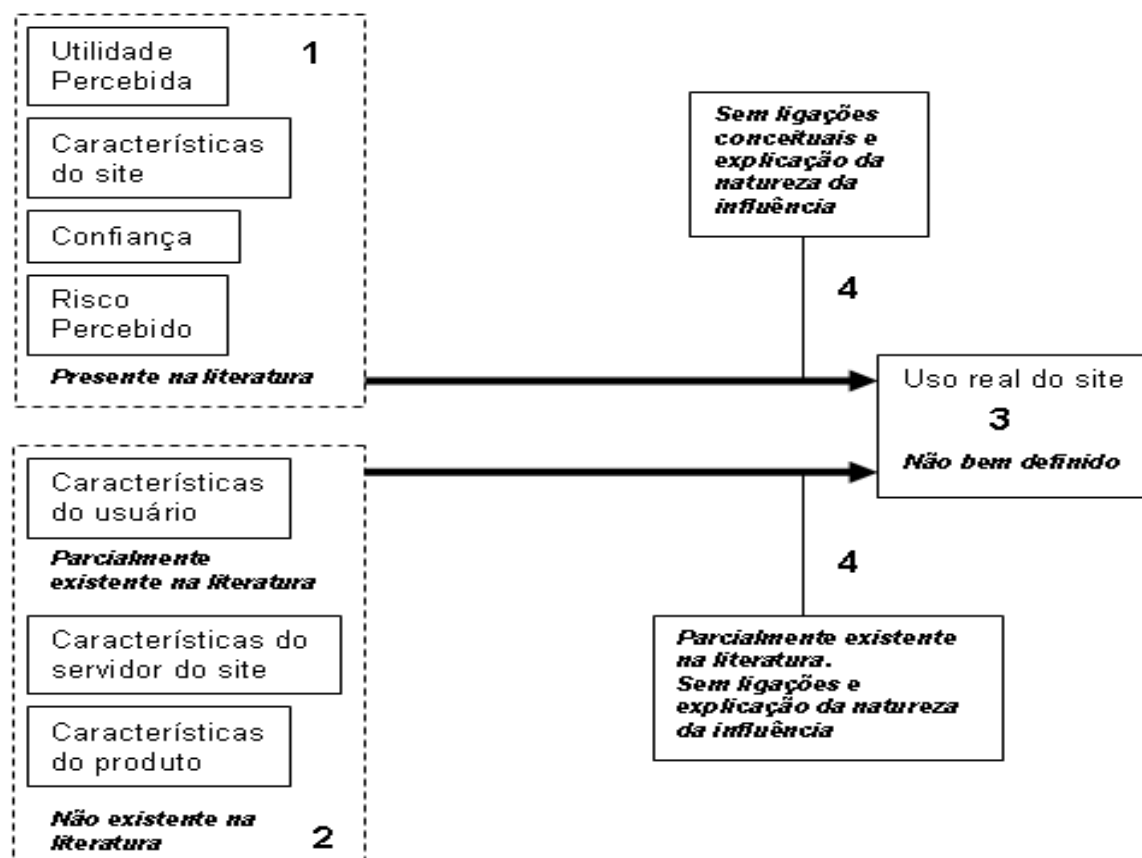 1
Utilidade
Percebida
Características
do site
Confiança
Risco
Percebido
Presente na literatura
Sem ligações
conceituais e
explicação da
natureza da
influência
4
Uso real do site
3
Não bem definido
Características
do usuário
Parcialmente
existente na literatura
Características do
servidor do site
Características
do produto
Não existente na
literatura
2
4
Parcialmente existente
na literatura.
Sem ligações e
explicação da natureza
da influência